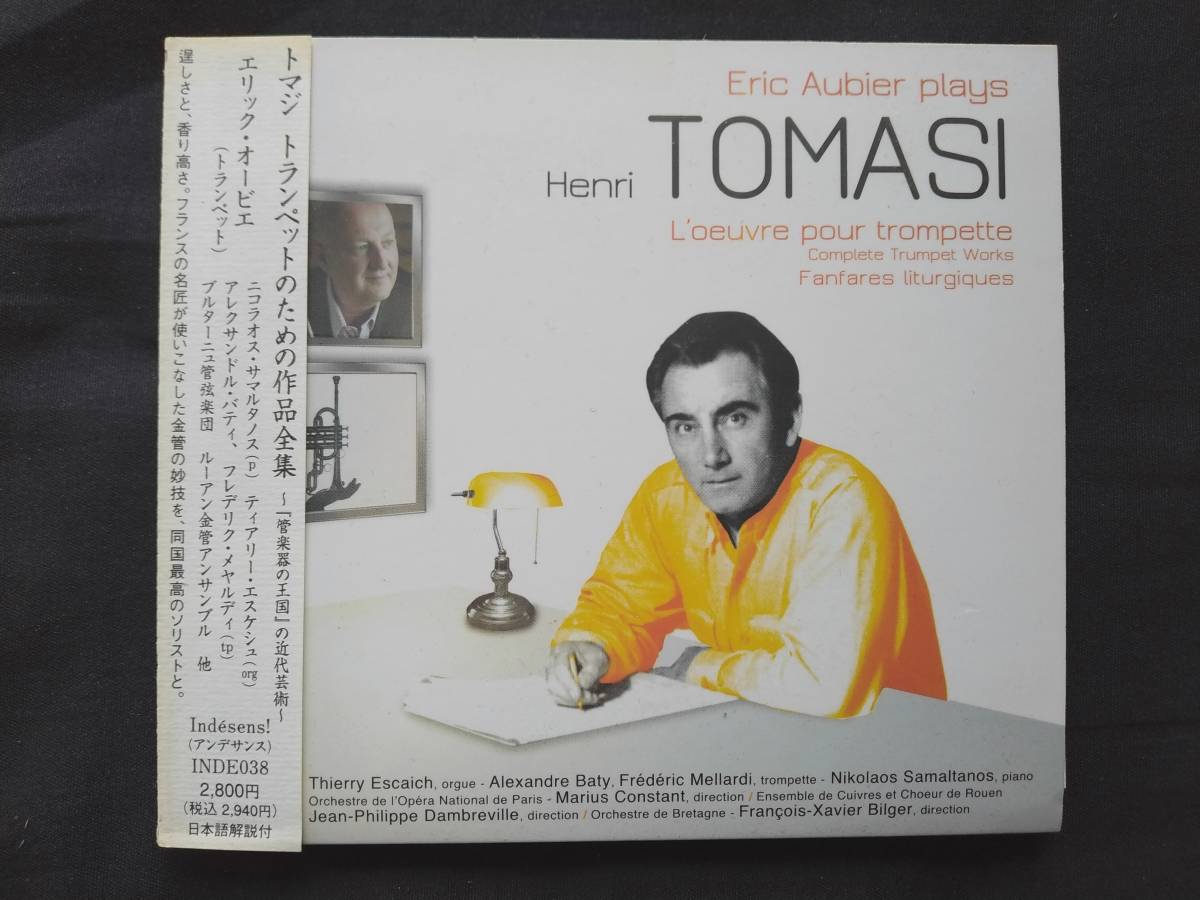 トマジ トランペットのための作品全集 ～『管楽器の王国』の近代芸術～
エリック・オービエ
(トランペット)
ニコラオス・サマルタノス(p) ティアリー・エスケシュ(org)
アレクサンドル・バティ、フレデリク・メヤルディ(tp)
ブルターニュ管弦楽団 ルーアン金管アンサンブル 他
逞しさと、香り高さ。フランスの名匠が使いこなした金管の妙技を、同国最高のソリストと。
Indésens!
(アンデサンス)
INDE038
2,800円
(税込 2,940円)
日本語解説付
Eric Aubier plays
Henri TOMASI
L'oeuvre pour trompette
Complete Trumpet Works
Fanfares liturgiques
Thierry Escaich, orgue - Alexandre Baty, Frédéric Mellardi, trompette - Nikolaos Samaltanos, piano
Orchestre de l'Opéra National de Paris - Marius Constant, direction / Ensemble de Cuivres et Choeur de Rouen
Jean-Philippe Dambreville, direction / Orchestre de Bretagne - François-Xavier Bilger, direction